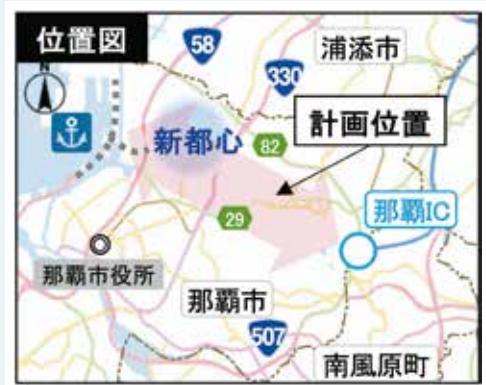 位置図
N
58
浦添市
330
新都心
82
計画位置
29
那覇IC
那覇市役所
那覇市
507
南風原町